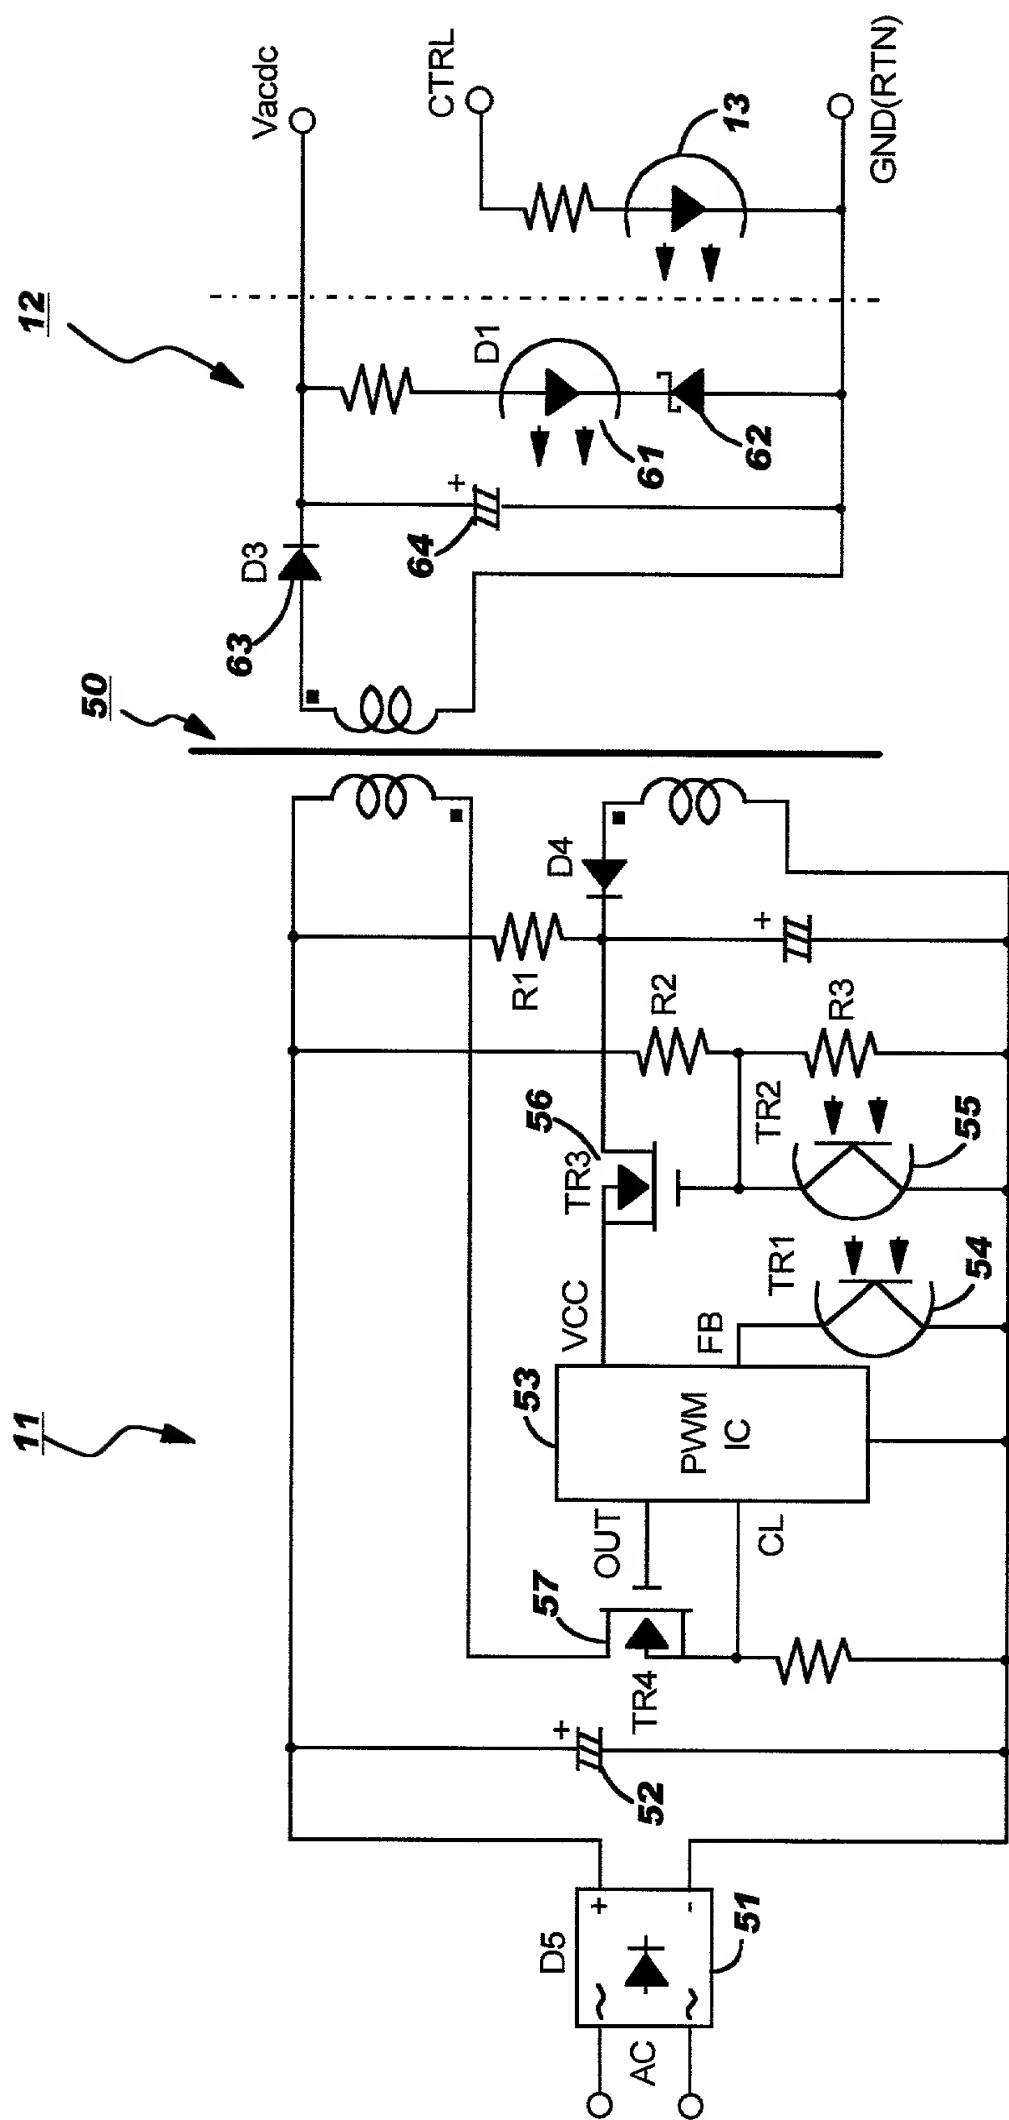 11
50
12
Vacdc
CTRL
13
GND(RTN)
D1
61
62
+
64
D3
63
D4
R1
+
R2
R3
TR2
55
56
TR3
TR1
54
VCC
FB
53
PWM
IC
OUT
CL
57
TR4
+
52
D5
+
-
~
~
51
AC